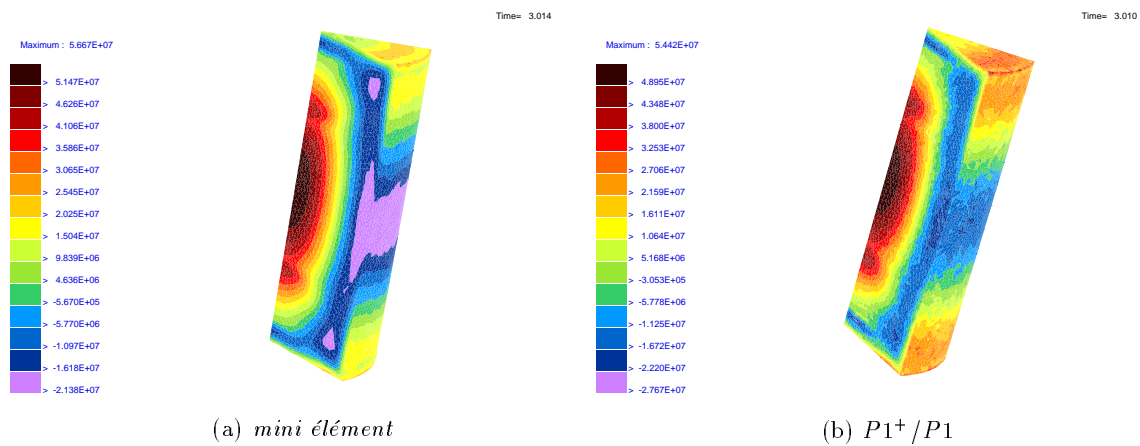 Time= 3.014
Maximum : 5.667E+07
> 5.147E+07
> 4.626E+07
> 4.106E+07
> 3.586E+07
> 3.065E+07
> 2.545E+07
> 2.025E+07
> 1.504E+07
> 9.839E+06
> 4.636E+06
> -5.670E+05
> -5.770E+06
> -1.097E+07
> -1.618E+07
> -2.138E+07
(a) mini élément
Time= 3.010
Maximum : 5.442E+07
> 4.895E+07
> 4.348E+07
> 3.800E+07
> 3.253E+07
> 2.706E+07
> 2.159E+07
> 1.611E+07
> 1.064E+07
> 5.168E+06
> -3.053E+05
> -5.778E+06
> -1.125E+07
> -1.672E+07
> -2.220E+07
> -2.767E+07
(b) P1⁺/P1